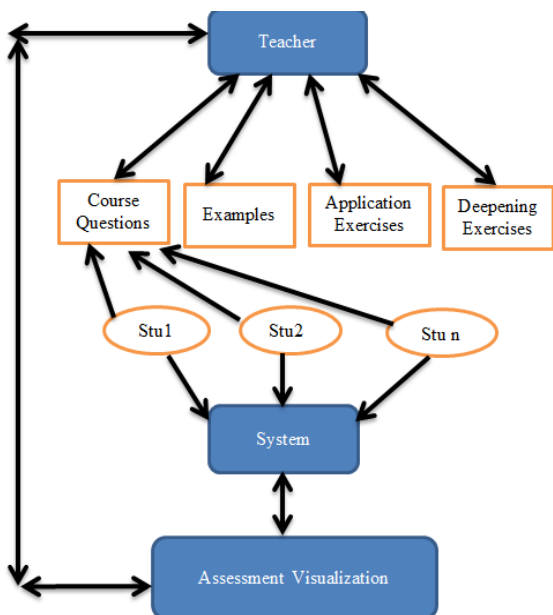 Teacher
Course
Questions
Examples
Application
Exercises
Deepening
Exercises
Stu1
Stu2
Stu n
System
Assessment Visualization